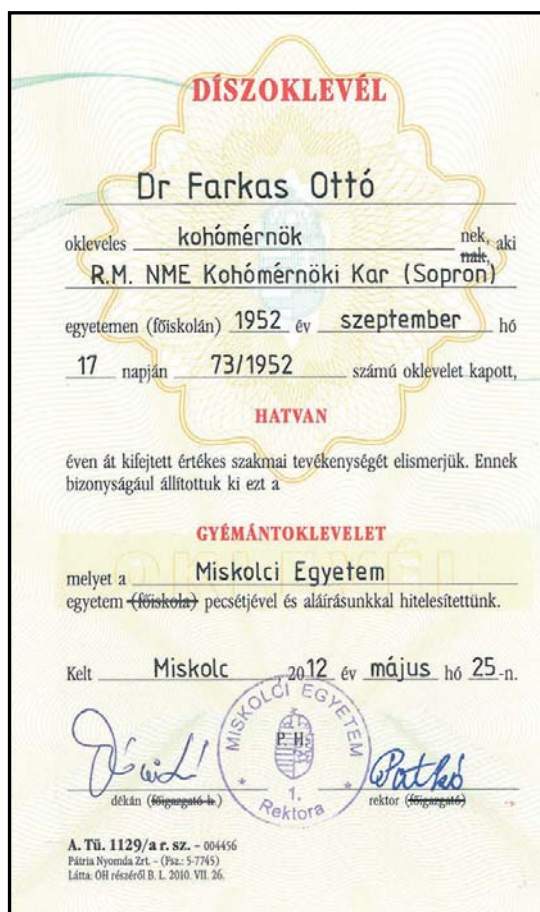 DÍSZOKLEVÉL
Dr Farkas Ottó
okleveles kohómérnök nek, aki
nak,
R.M. NME Kohómérnöki Kar (Sopron)
egyetemen (főiskolán) 1952 év szeptember hó
17 napján 73/1952 számú oklevelet kapott,
HATVAN
éven át kifejtett értékes szakmai tevékenységét elismerjük. Ennek
bizonyságául állítottuk ki ezt a
GYÉMÁNTOKLEVELET
OKLEVÉL
melyet a Miskolci Egyetem
egyetem (főiskola) pecsétjével és aláírásunkkal hitelesítettünk.
Kelt Miskolc, 2012 év május hó 25-n.
MISKOLCI EGYETEM
P. H.
1.
Rektora
Patkó
dékán (főigazgató h.) rektor (főigazgató)
A. Tü. 1129/a r. sz. – 004456
Pátria Nyomda Zrt. – (Fsz.: 5-7745)
Látta: OH részéről B. L. 2010. VII. 26.